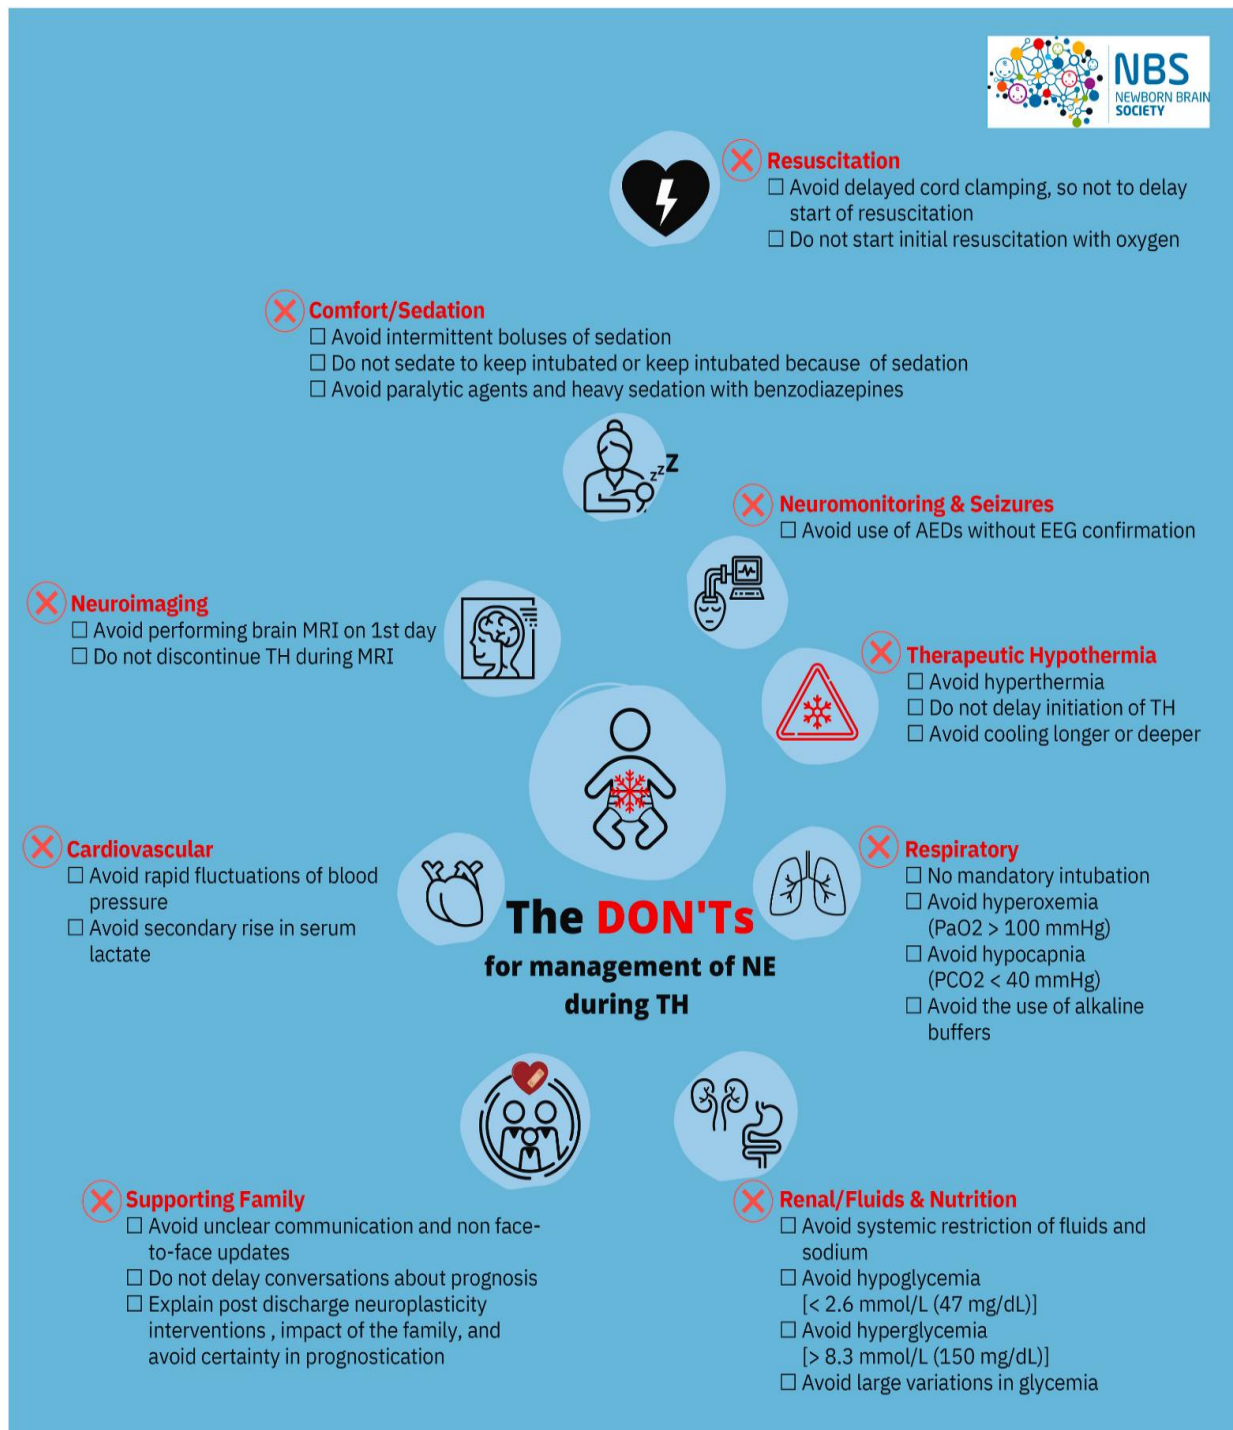 NBS
NEWBORN BRAIN
SOCIETY
Resuscitation
☐ Avoid delayed cord clamping, so not to delay
start of resuscitation
☐ Do not start initial resuscitation with oxygen
Comfort/Sedation
☐ Avoid intermittent boluses of sedation
☐ Do not sedate to keep intubated or keep intubated because of sedation
☐ Avoid paralytic agents and heavy sedation with benzodiazepines
zzZ
Neuromonitoring & Seizures
☐ Avoid use of AEDs without EEG confirmation
Neuroimaging
☐ Avoid performing brain MRI on 1st day
☐ Do not discontinue TH during MRI
Therapeutic Hypothermia
☐ Avoid hyperthermia
☐ Do not delay initiation of TH
☐ Avoid cooling longer or deeper
Cardiovascular
☐ Avoid rapid fluctuations of blood
pressure
☐ Avoid secondary rise in serum
lactate
Respiratory
☐ No mandatory intubation
☐ Avoid hyperoxemia
(PaO2 > 100 mmHg)
☐ Avoid hypocapnia
(PCO2 < 40 mmHg)
☐ Avoid the use of alkaline
buffers
The DON'Ts
for management of NE
during TH
Supporting Family
☐ Avoid unclear communication and non face-
to-face updates
☐ Do not delay conversations about prognosis
☐ Explain post discharge neuroplasticity
interventions , impact of the family, and
avoid certainty in prognostication
Renal/Fluids & Nutrition
☐ Avoid systemic restriction of fluids and
sodium
☐ Avoid hypoglycemia
[< 2.6 mmol/L (47 mg/dL)]
☐ Avoid hyperglycemia
[> 8.3 mmol/L (150 mg/dL)]
☐ Avoid large variations in glycemia